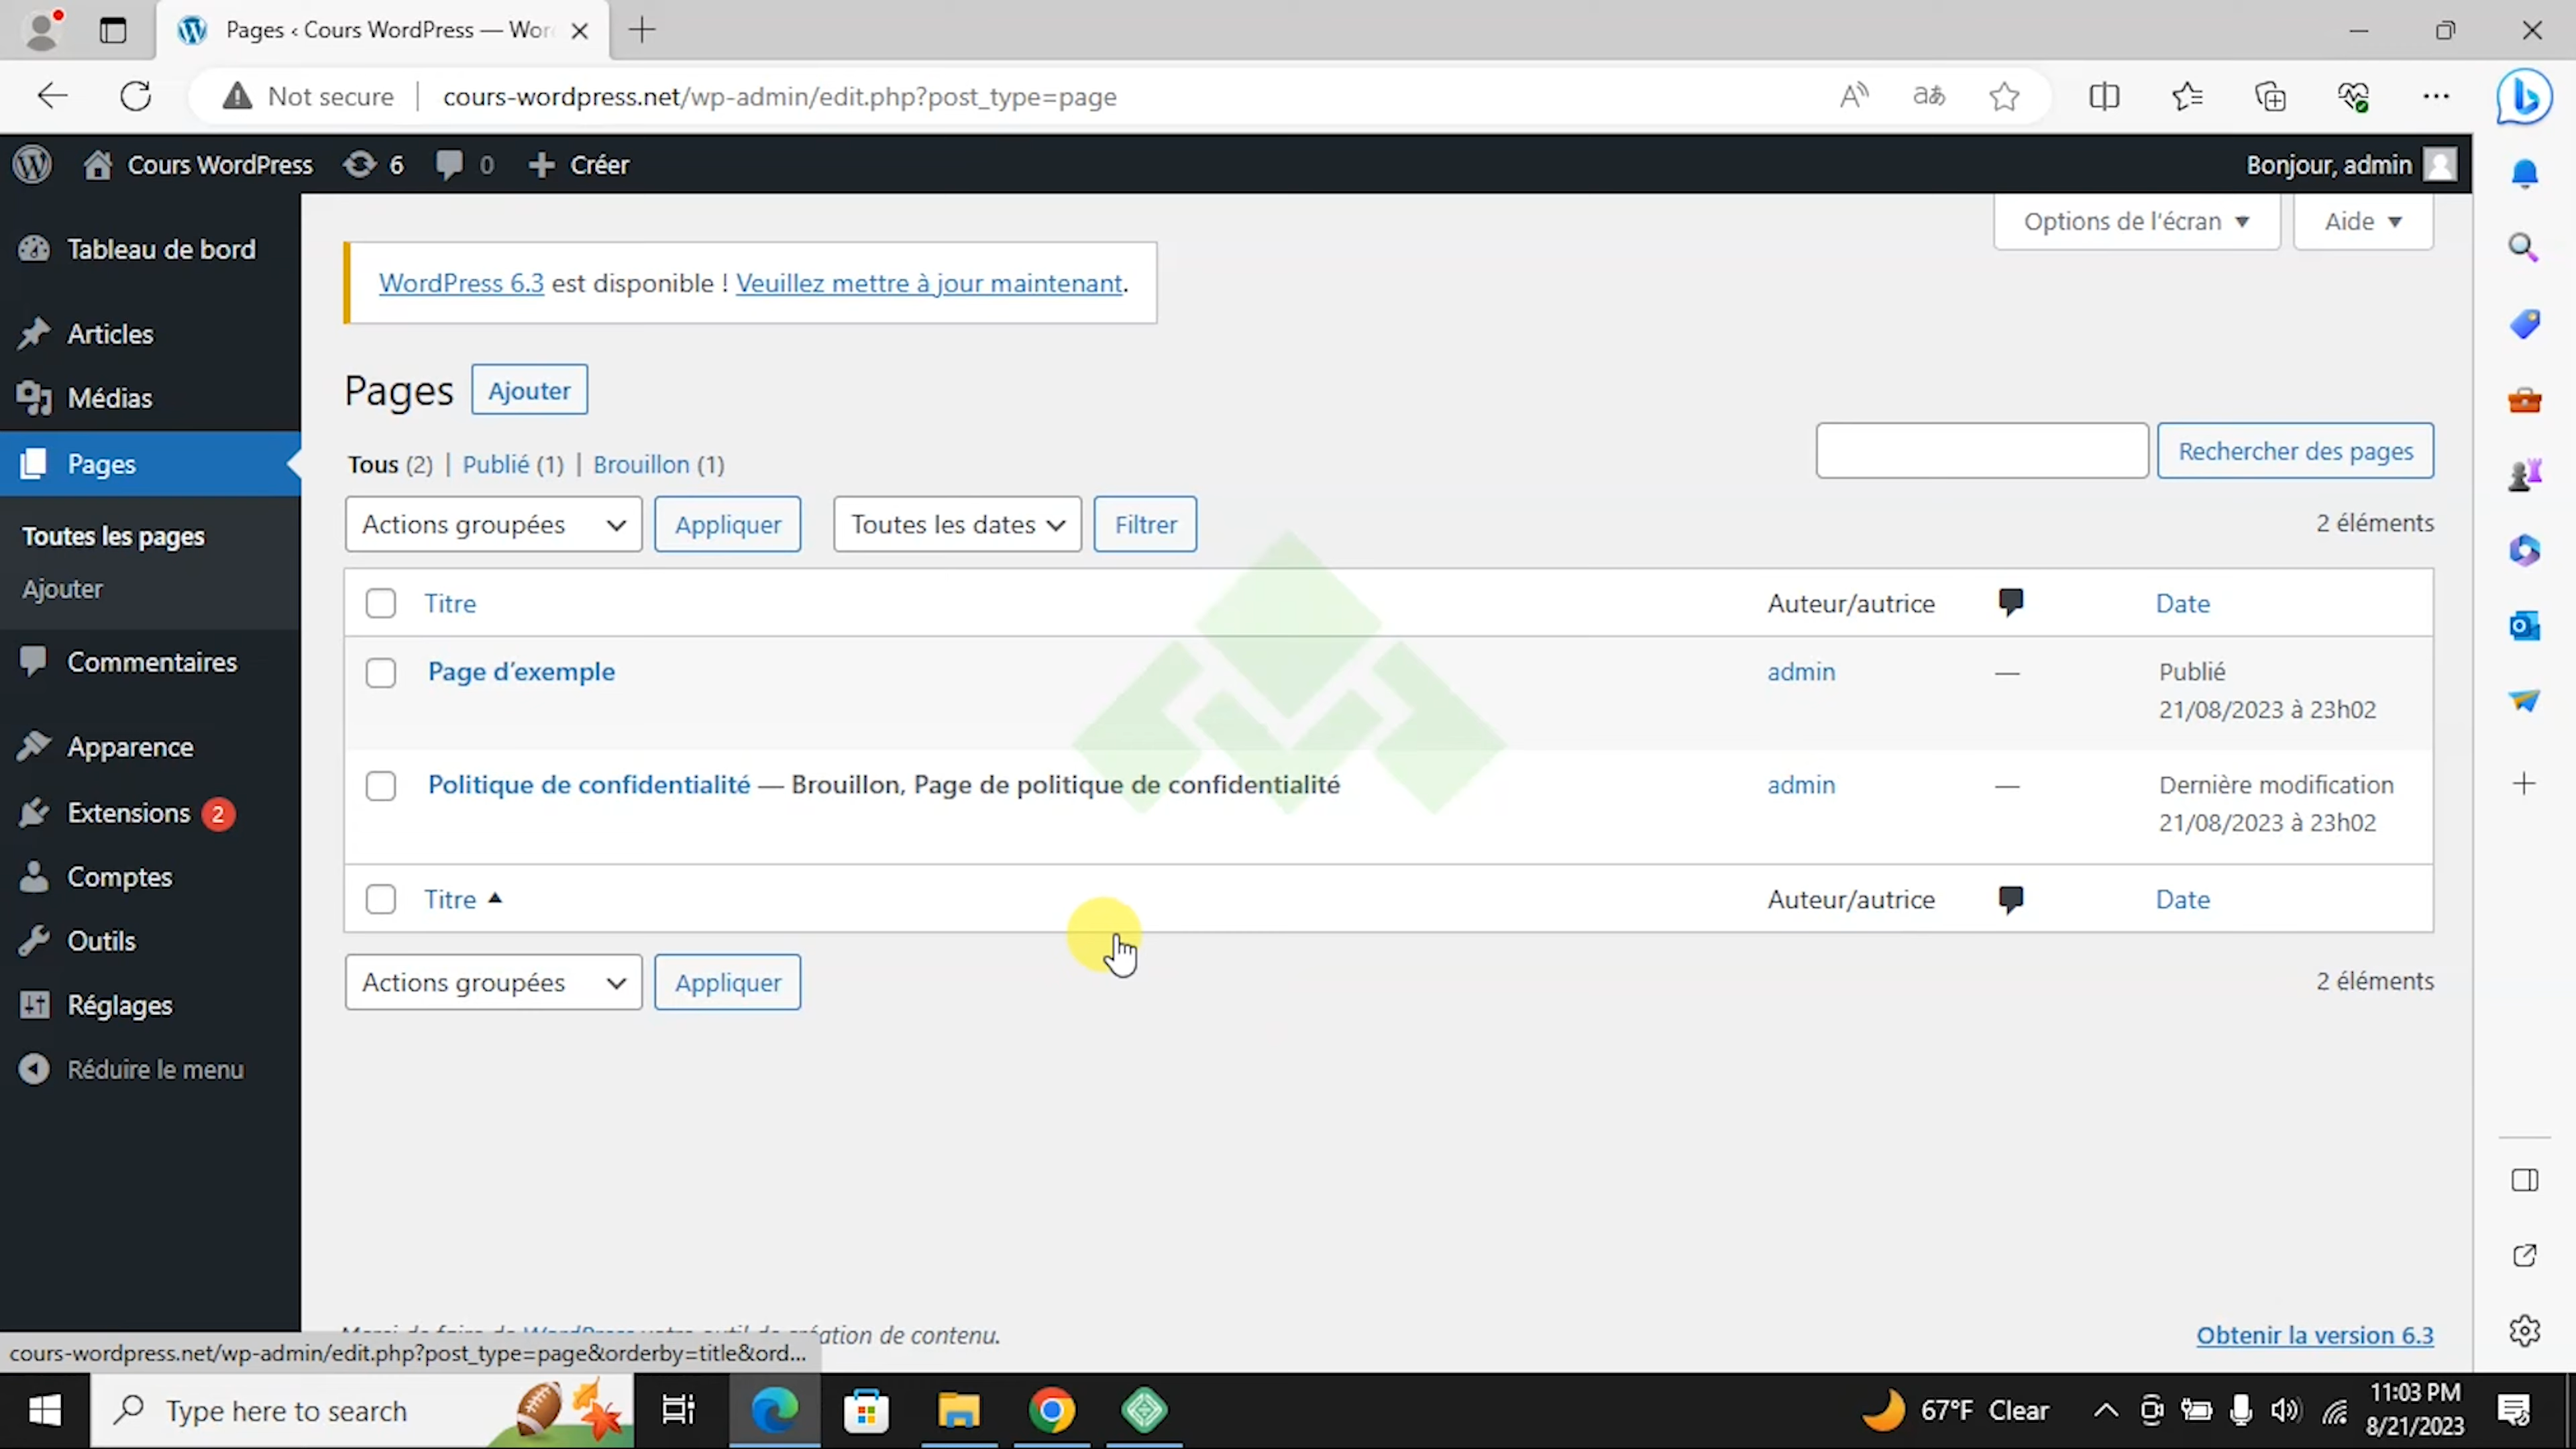 Pages ‹ Cours WordPress — Wor
Not secure cours-wordpress.net/wp-admin/edit.php?post_type=page
Cours WordPress 6 0 Créer Bonjour, admin
Options de l'écran Aide
Tableau de bord
WordPress 6.3 est disponible ! Veuillez mettre à jour maintenant.
Articles
Médias
Pages
Toutes les pages
Ajouter
Commentaires
Apparence
Extensions 2
Comptes
Outils
Réglages
Réduire le menu
Pages Ajouter
Tous (2) | Publié (1) | Brouillon (1)
Rechercher des pages
Actions groupées Appliquer Toutes les dates Filtrer 2 éléments
Titre Auteur/autrice Date
Page d’exemple admin — Publié
21/08/2023 à 23h02
Politique de confidentialité — Brouillon, Page de politique de confidentialité admin — Dernière modification
21/08/2023 à 23h02
Titre Auteur/autrice Date
Actions groupées Appliquer 2 éléments
création de contenu. Obtenir la version 6.3
cours-wordpress.net/wp-admin/edit.php?post_type=page&orderby=title&ord...
Type here to search 67°F Clear 11:03 PM
8/21/2023